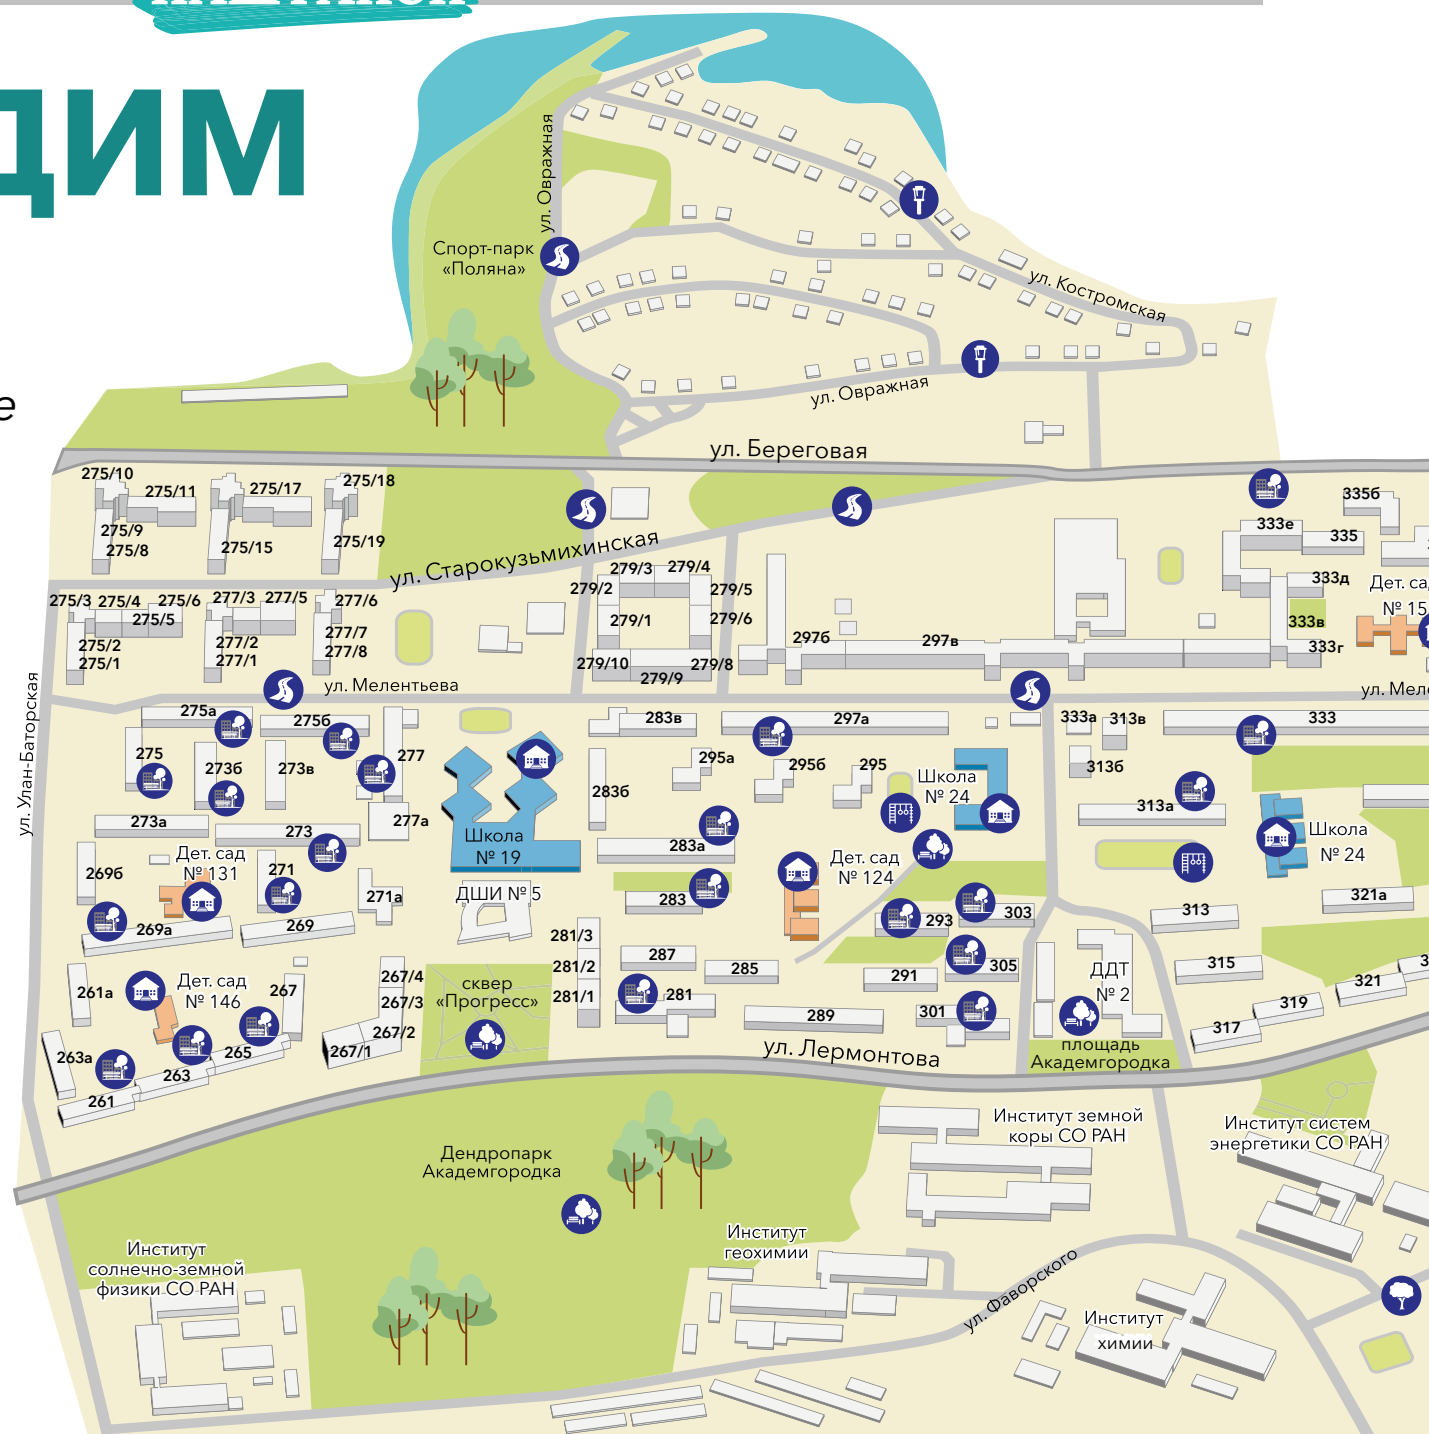 ДИМ
е
ул. Овражная
Спорт-парк
«Поляна»
ул. Костромская
ул. Овражная
ул. Береговая
275/10
275/11
275/17
275/18
275/9
275/8
275/15
275/19
335б
333е
335
ул. Старокузьмихинская
333д
Дет. са
№ 15
333в
333г
279/3
279/4
279/2
279/5
279/1
279/6
279/10
279/8
279/9
297б
297в
275/3
275/4
275/6
275/5
277/3
277/5
277/6
275/2
275/1
277/2
277/1
277/7
277/8
ул. Мелентьева
ул. Меле
ул. Улан-Баторская
275а
275б
283в
297а
333а
313в
333
275
273б
273в
277
283б
295а
295б
295
Школа
№ 24
313б
313а
273а
273
277а
Школа
№ 19
283а
Школа
№ 24
269б
Дет. сад
№ 131
271
271а
ДШИ № 5
283
Дет. сад
№ 124
293
303
313
321а
269а
269
281/3
281/2
281/1
287
285
281
289
291
305
301
ДДТ
№ 2
315
321
3
319
317
261а
Дет. сад
№ 146
267
267/4
267/3
267/2
267/1
сквер
«Прогресс»
263а
265
263
261
ул. Лермонтова
площадь
Академгородка
Дендропарк
Академгородка
Институт земной
коры СО РАН
Институт систем
энергетики СО РАН
Институт
солнечно-земной
физики СО РАН
Институт
геохимии
ул. Фаворского
Институт
химии